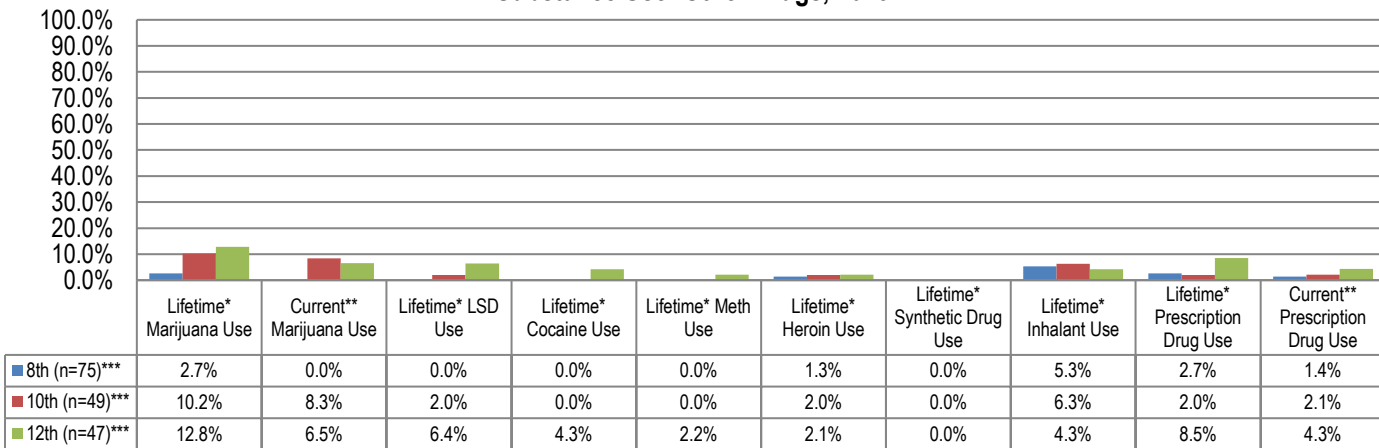 100.0%
90.0%
80.0%
70.0%
60.0%
50.0%
40.0%
30.0%
20.0%
10.0%
0.0%
Lifetime* Marijuana Use
Current** Marijuana Use
Lifetime* LSD Use
Lifetime* Cocaine Use
Lifetime* Meth Use
Lifetime* Heroin Use
Lifetime* Synthetic Drug Use
Lifetime* Inhalant Use
Lifetime* Prescription Drug Use
Current** Prescription Drug Use
8th (n=75)*** 2.7% 0.0% 0.0% 0.0% 0.0% 1.3% 0.0% 5.3% 2.7% 1.4%
10th (n=49)*** 10.2% 8.3% 2.0% 0.0% 0.0% 2.0% 0.0% 6.3% 2.0% 2.1%
12th (n=47)*** 12.8% 6.5% 6.4% 4.3% 2.2% 2.1% 0.0% 4.3% 8.5% 4.3%